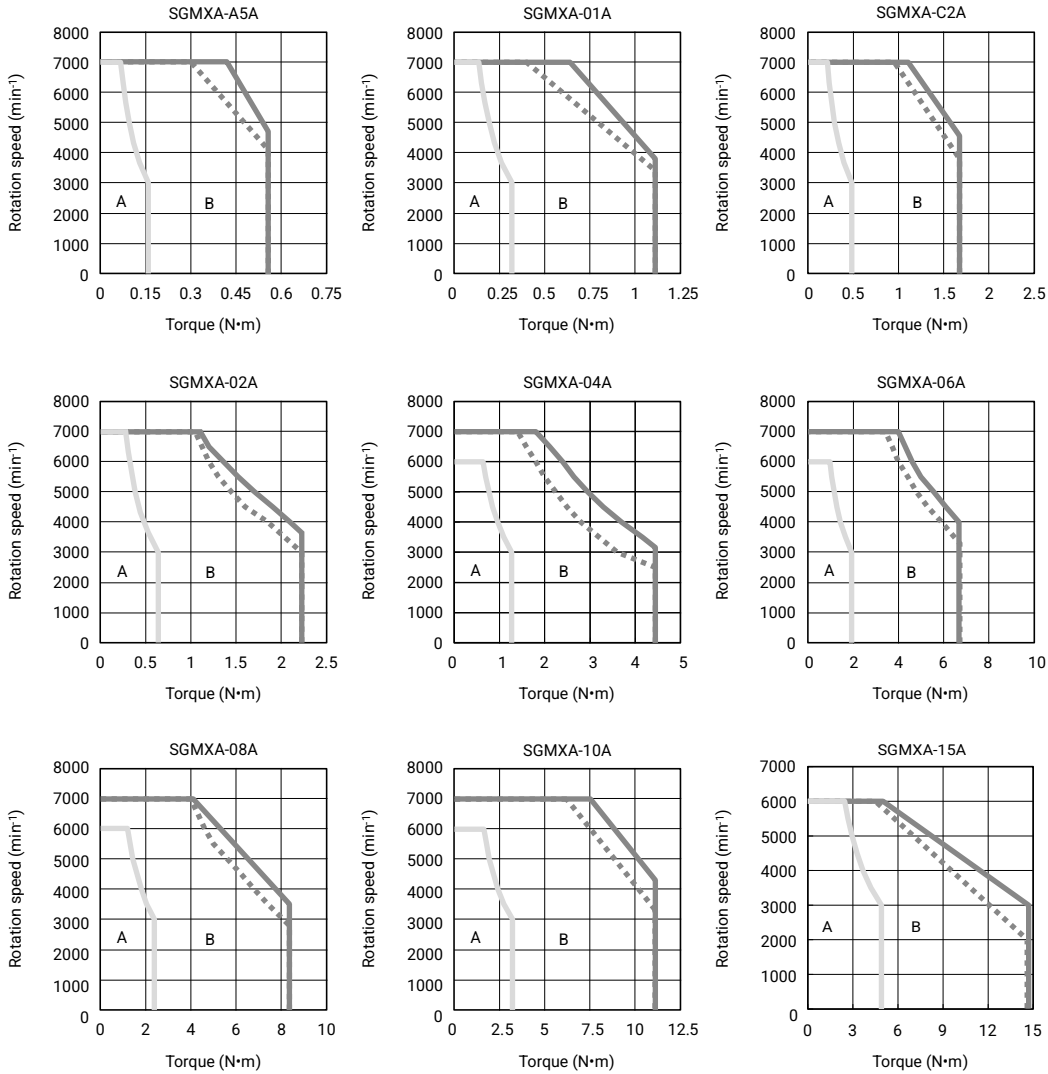 SGMXA-A5A
8000
7000
6000
5000
4000
3000
2000
1000
0
Rotation speed (min-1)
A
B
0 0.15 0.3 0.45 0.6 0.75
Torque (N•m)
SGMXA-01A
8000
7000
6000
5000
4000
3000
2000
1000
0
Rotation speed (min-1)
A
B
0 0.25 0.5 0.75 1 1.25
Torque (N•m)
SGMXA-C2A
8000
7000
6000
5000
4000
3000
2000
1000
0
Rotation speed (min-1)
A
B
0 0.5 1 1.5 2 2.5
Torque (N•m)
SGMXA-02A
8000
7000
6000
5000
4000
3000
2000
1000
0
Rotation speed (min-1)
A
B
0 0.5 1 1.5 2 2.5
Torque (N•m)
SGMXA-04A
8000
7000
6000
5000
4000
3000
2000
1000
0
Rotation speed (min-1)
A
B
0 1 2 3 4 5
Torque (N•m)
SGMXA-06A
8000
7000
6000
5000
4000
3000
2000
1000
0
Rotation speed (min-1)
A
B
0 2 4 6 8 10
Torque (N•m)
SGMXA-08A
8000
7000
6000
5000
4000
3000
2000
1000
0
Rotation speed (min-1)
A
B
0 2 4 6 8 10
Torque (N•m)
SGMXA-10A
8000
7000
6000
5000
4000
3000
2000
1000
0
Rotation speed (min-1)
A
B
0 2.5 5 7.5 10 12.5
Torque (N•m)
SGMXA-15A
7000
6000
5000
4000
3000
2000
1000
0
Rotation speed (min-1)
A
B
0 3 6 9 12 15
Torque (N•m)